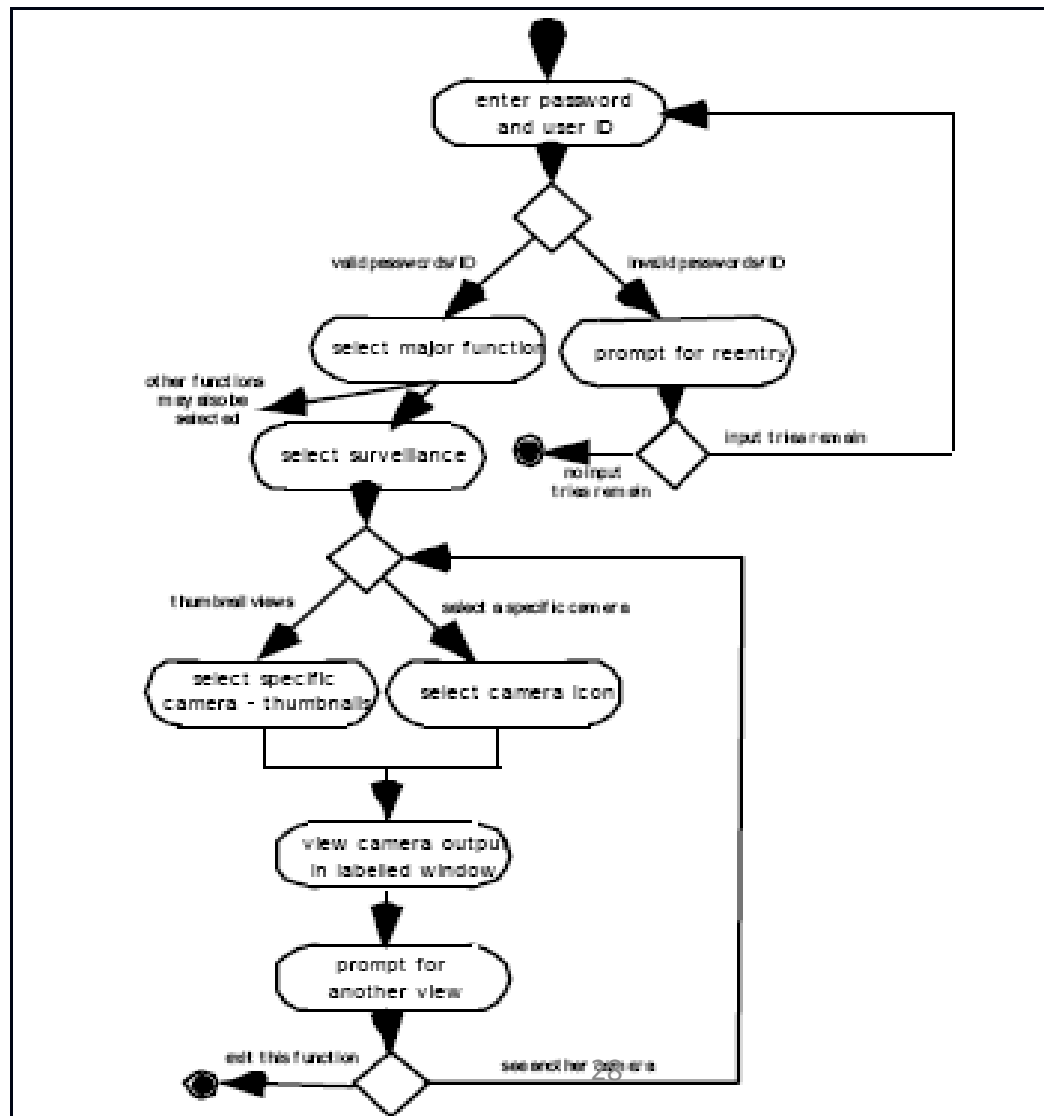 enter password
and user ID
valid passwords/ ID
invalid passwords/ ID
select major function
prompt for reentry
other functions
may also be
selected
input tries remain
select surveillance
no input
tries remain
thumbnail views
select a specific camera
select specific
camera - thumbnails
select camera icon
view camera output
in labelled window
prompt for
another view
exit this function
see another camera
28